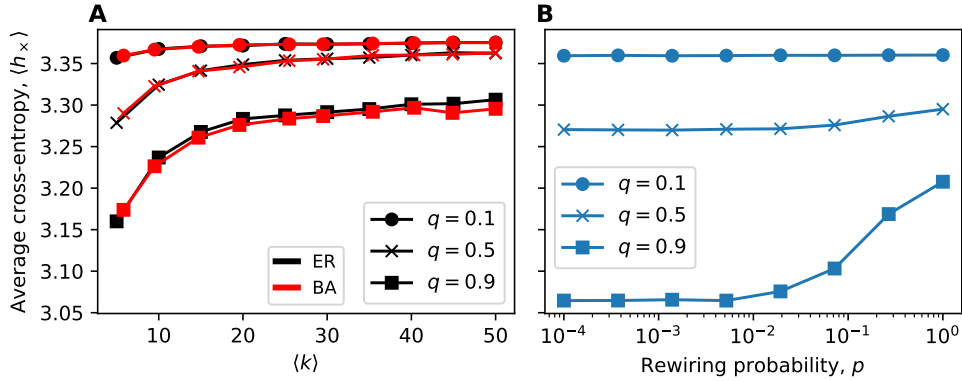 A
B
Average cross-entropy, ⟨h×⟩
3.35
3.30
3.25
3.20
3.15
3.10
3.05
10
20
30
40
50
⟨k⟩
ER
BA
q = 0.1
q = 0.5
q = 0.9
q = 0.1
q = 0.5
q = 0.9
10⁻⁴
10⁻³
10⁻²
10⁻¹
10⁰
Rewiring probability, p